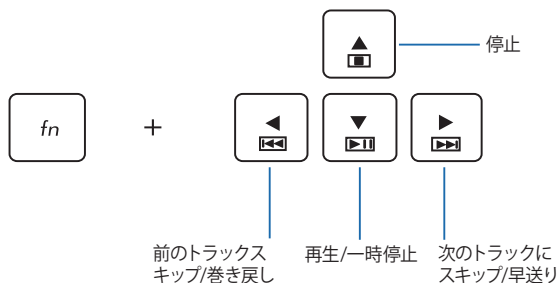 停止
fn
+
前のトラックス
キップ/巻き戻し
再生/一時停止
次のトラックに
スキップ/早送り